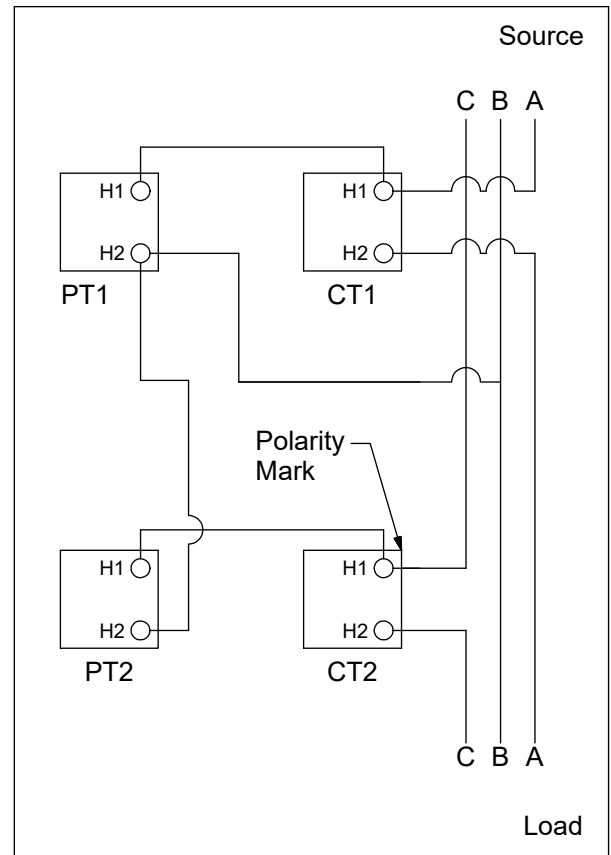 Source
C B A
H1
H1
H2
H2
PT1
CT1
Polarity
Mark
H1
H1
H2
H2
PT2
CT2
C B A
Load